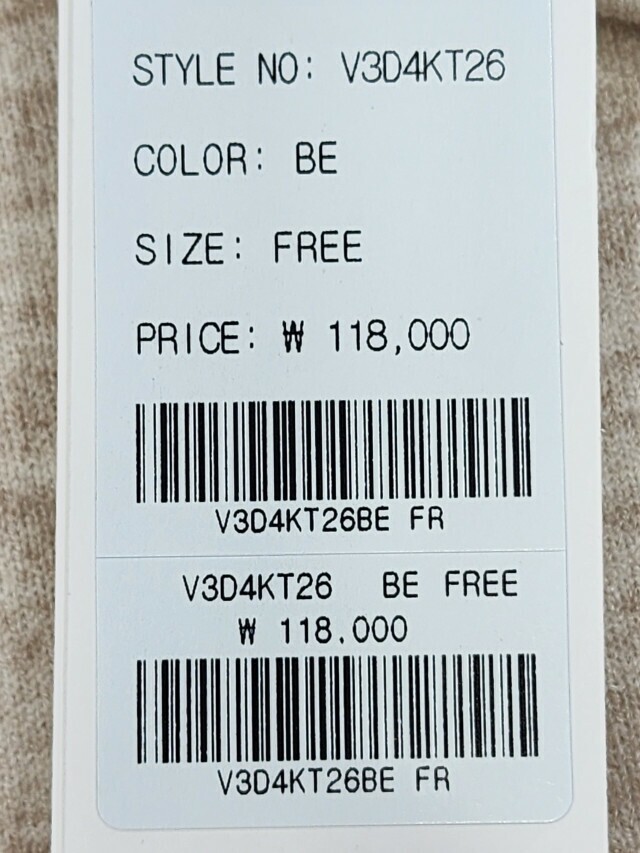 STYLE NO: V3D4KT26
COLOR: BE
SIZE: FREE
PRICE: ₩ 118,000
V3D4KT26BE FR
V3D4KT26 BE FREE
₩ 118.000
V3D4KT26BE FR